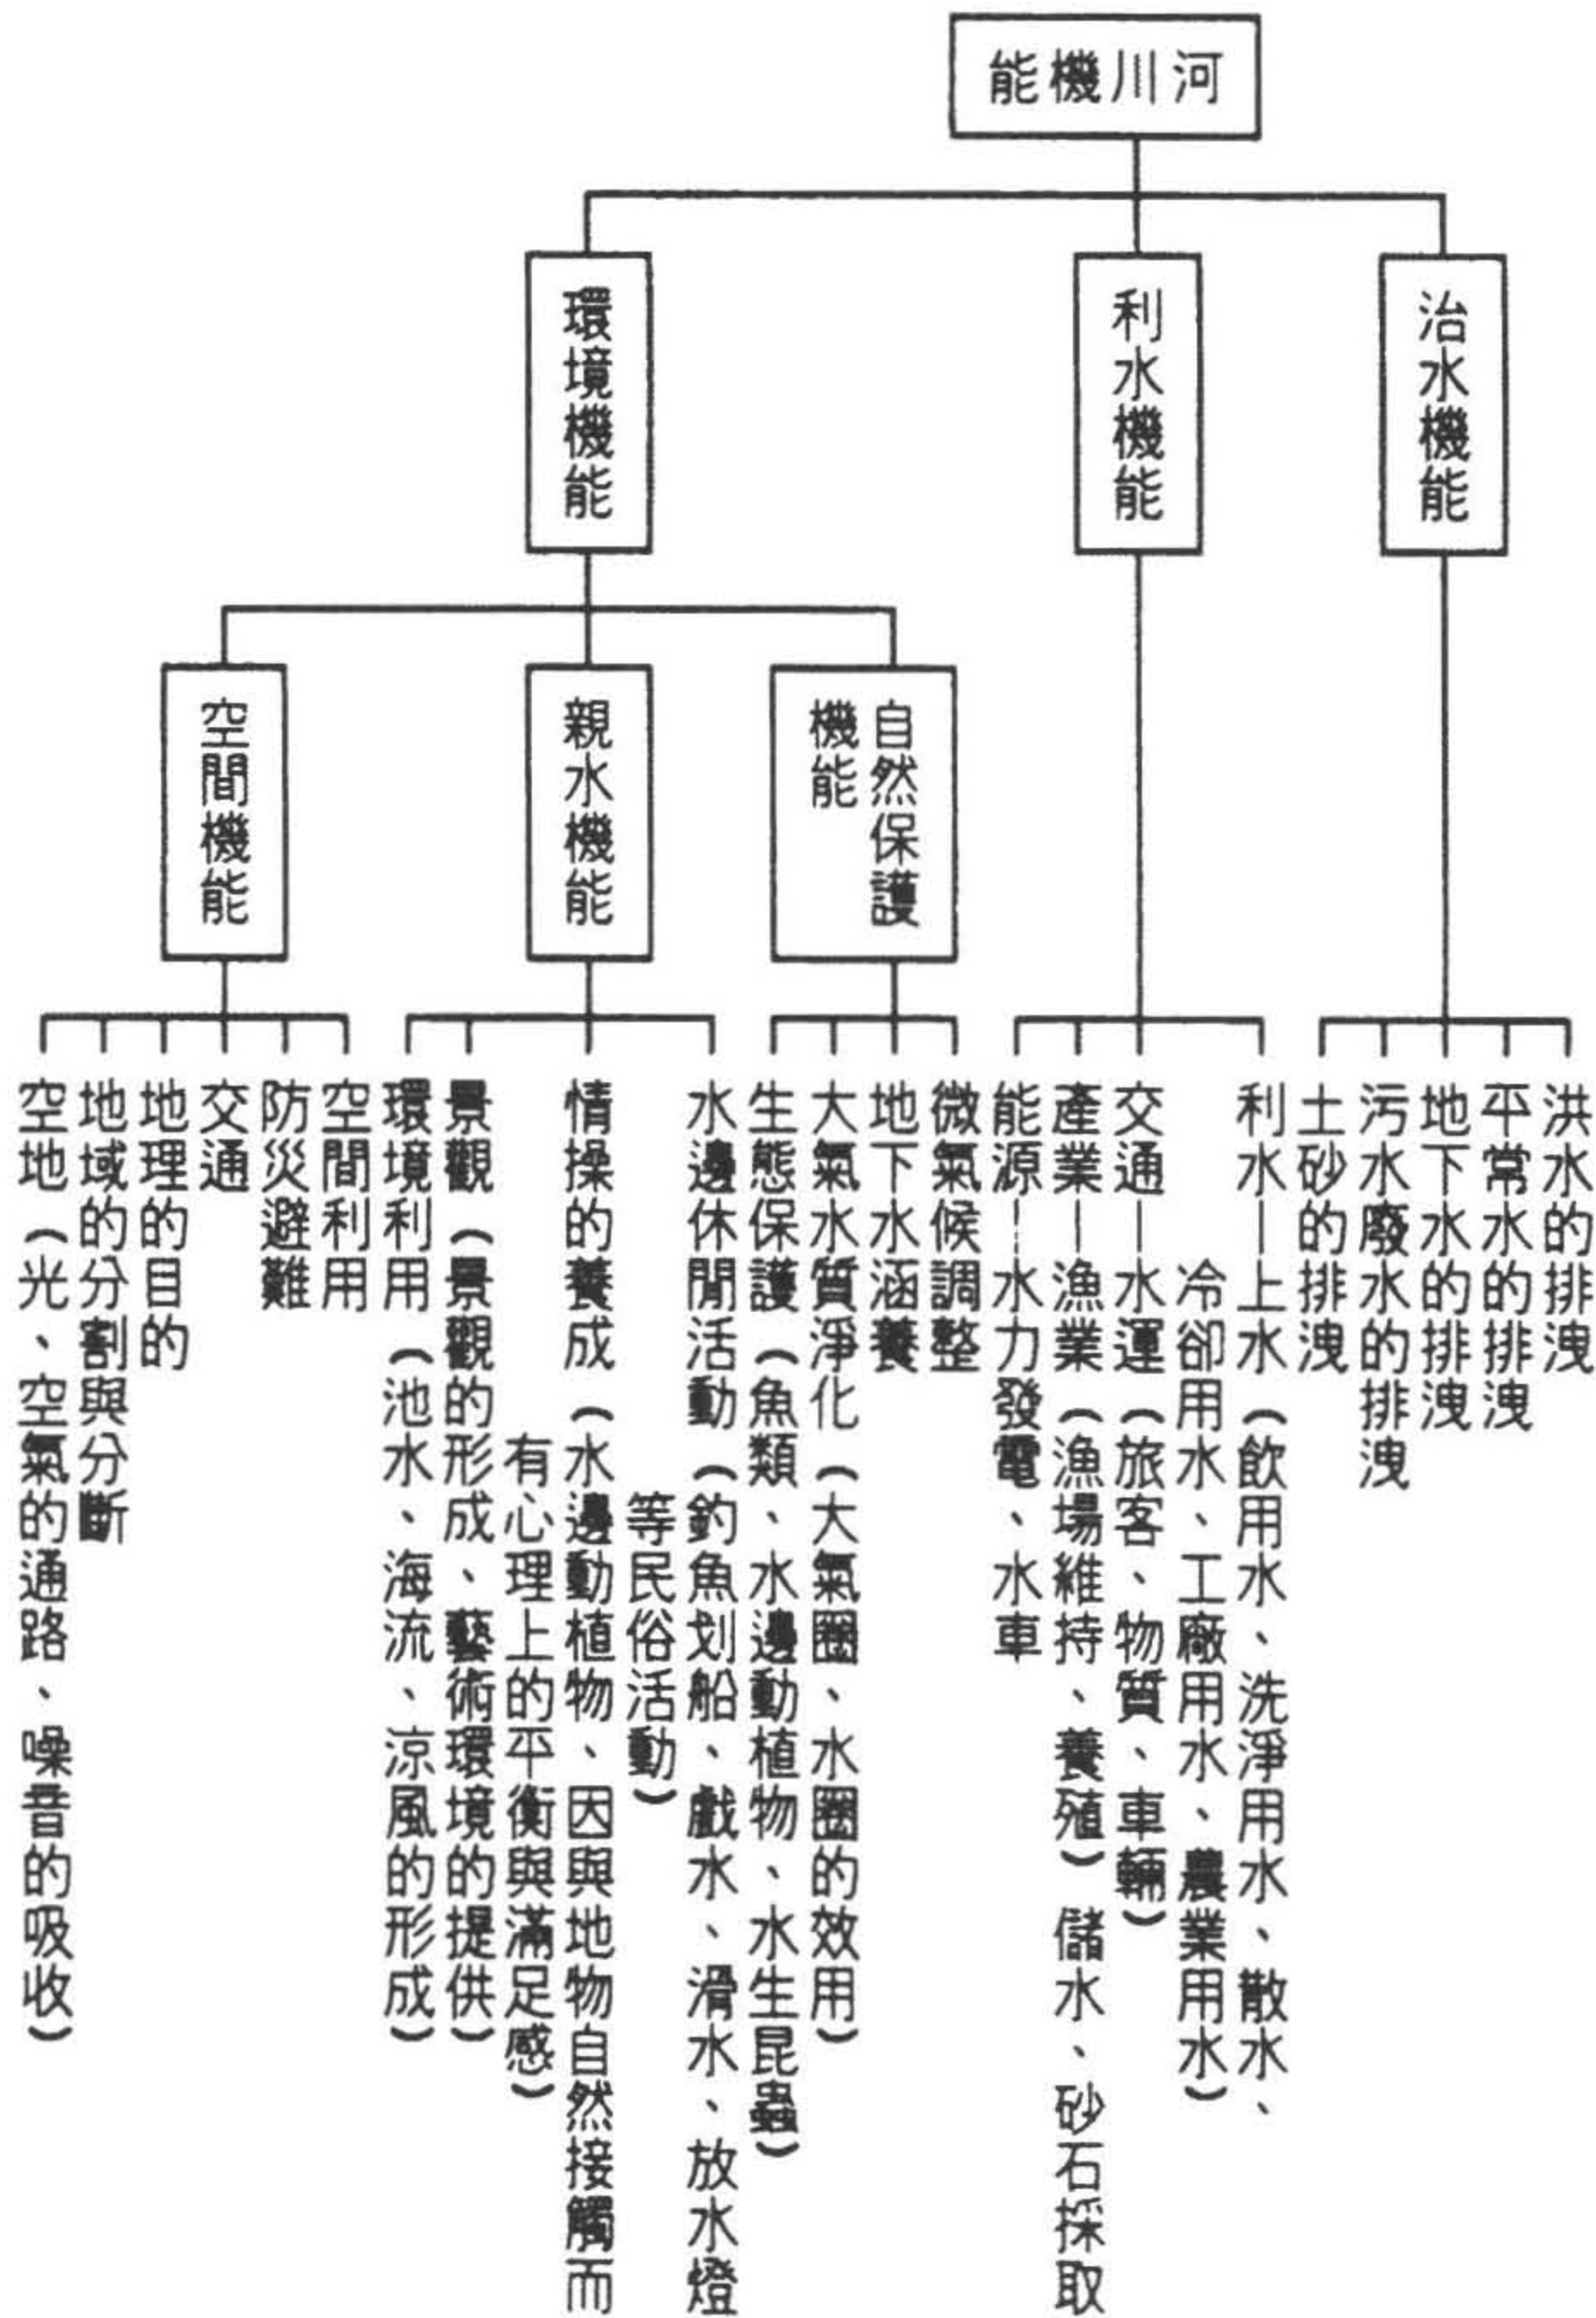 河川機能
治水機能
利水機能
環境機能
自然保護
機能
親水機能
空間機能
洪水的排洩
平常水的排洩
地下水的排洩
污水廢水的排洩
土砂的排洩
利水—上水（飲用水、洗淨用水、散水、
冷卻用水、工廠用水、農業用水）
交通—水運（旅客、物質、車輛）
產業—漁業（漁場維持、養殖）儲水、砂石採取
能源—水力發電、水車
微氣候調整
地下水涵養
大氣水質淨化（大氣圈、水圈的效用）
生態保護（魚類、水邊動植物、水生昆蟲）
水邊休閒活動（釣魚划船、戲水、滑水、放水燈
等民俗活動）
情操的養成（水邊動植物、因與地物自然接觸而
有心理上的平衡與滿足感）
景觀（景觀的形成、藝術環境的提供）
環境利用（池水、海流、涼風的形成）
空間利用
防災避難
交通
地理的目的
地域的分割與分斷
空地（光、空氣的通路、噪音的吸收）